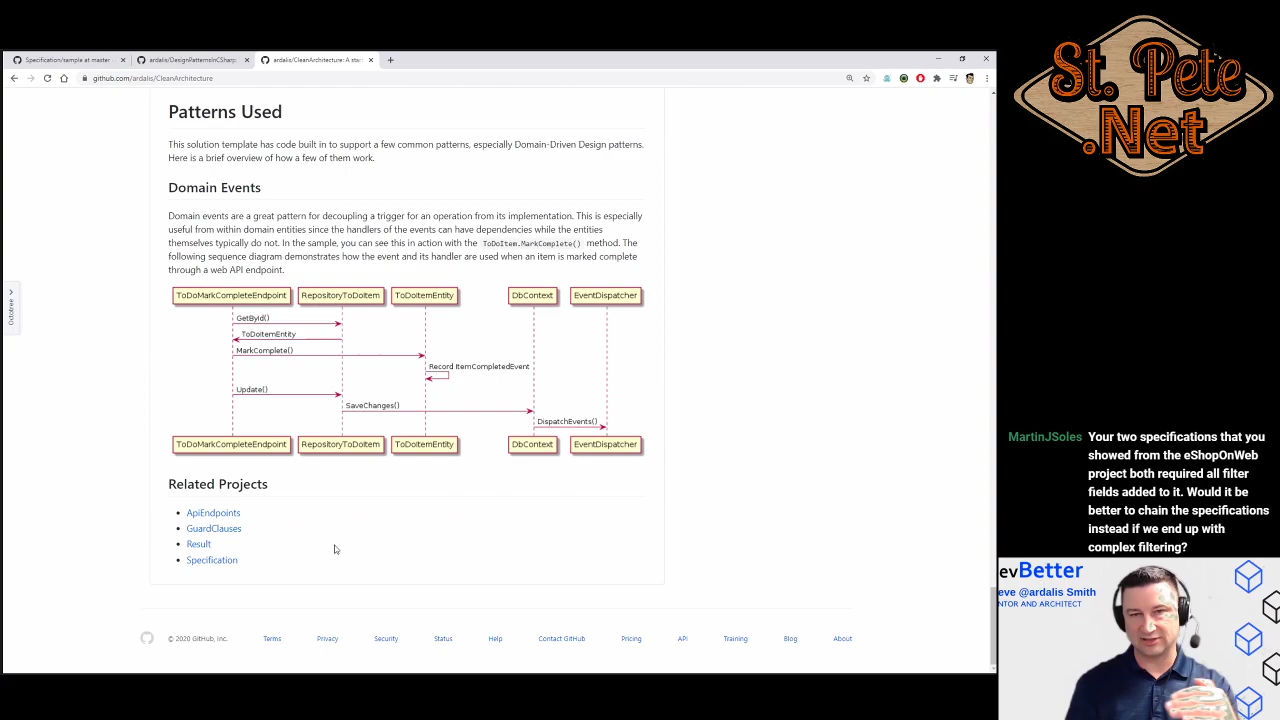 Specification/sample at master
ardalis/DesignPatternsInCSharp:
ardalis/CleanArchitecture: A star
github.com/ardalis/CleanArchitecture
Octotree
Patterns Used
This solution template has code built in to support a few common patterns, especially Domain-Driven Design patterns.
Here is a brief overview of how a few of them work.
Domain Events
Domain events are a great pattern for decoupling a trigger for an operation from its implementation. This is especially
useful from within domain entities since the handlers of the events can have dependencies while the entities
themselves typically do not. In the sample, you can see this in action with the ToDoItem.MarkComplete() method. The
following sequence diagram demonstrates how the event and its handler are used when an item is marked complete
through a web API endpoint.
ToDoMarkCompleteEndpoint RepositoryToDoItem ToDoItemEntity DbContext EventDispatcher
GetById()
ToDoItemEntity
MarkComplete()
Record ItemCompletedEvent
Update()
SaveChanges()
DispatchEvents()
ToDoMarkCompleteEndpoint RepositoryToDoItem ToDoItemEntity DbContext EventDispatcher
Related Projects
ApiEndpoints
GuardClauses
Result
Specification
© 2020 GitHub, Inc. Terms Privacy Security Status Help Contact GitHub Pricing API Training Blog About
St. Pete
.Net
MartinJSoles Your two specifications that you
showed from the eShopOnWeb
project both required all filter
fields added to it. Would it be
better to chain the specifications
instead if we end up with
complex filtering?
evBetter
eve @ardalis Smith
NTOR AND ARCHITECT